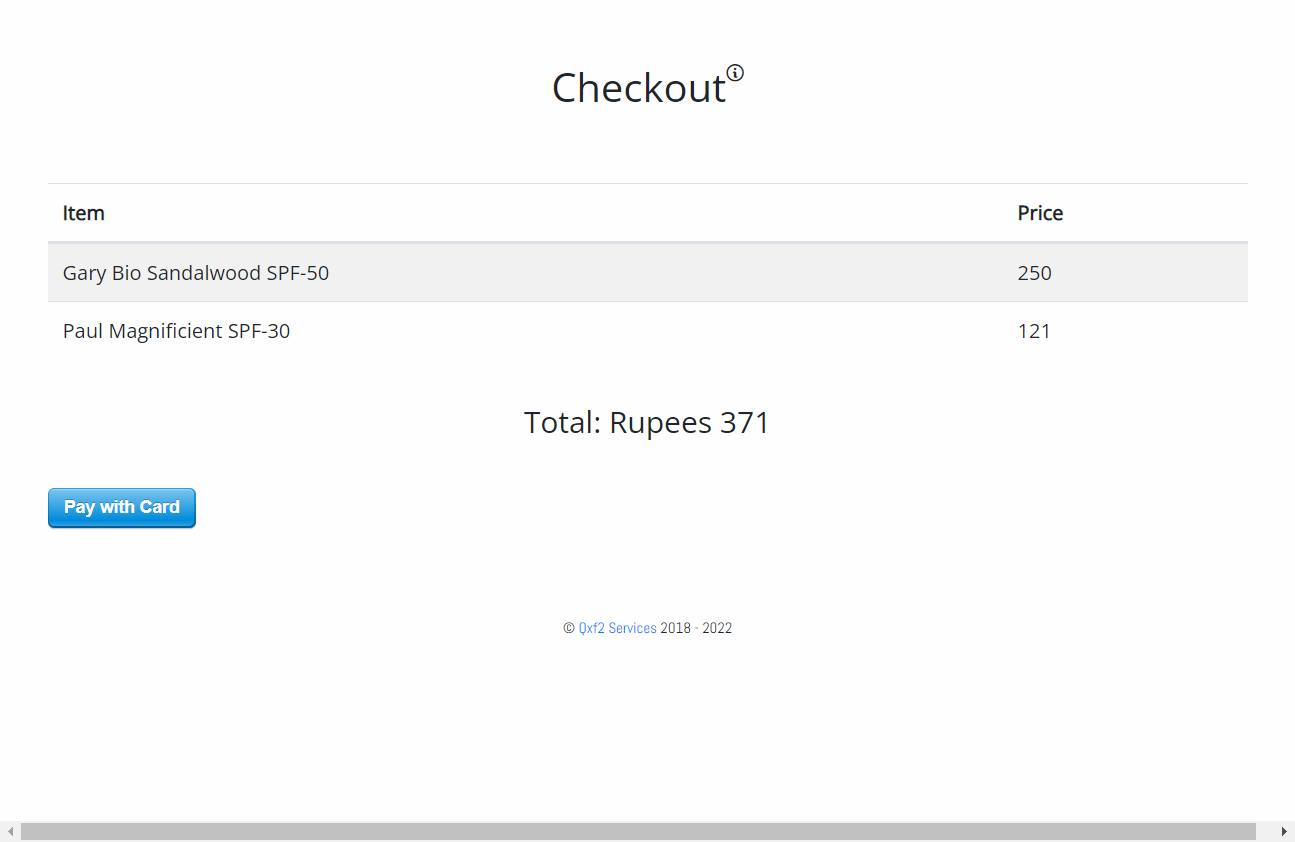 Checkout
Item Price
Gary Bio Sandalwood SPF-50 250
Paul Magnificient SPF-30 121
Total: Rupees 371
Pay with Card
© Qxf2 Services 2018 - 2022